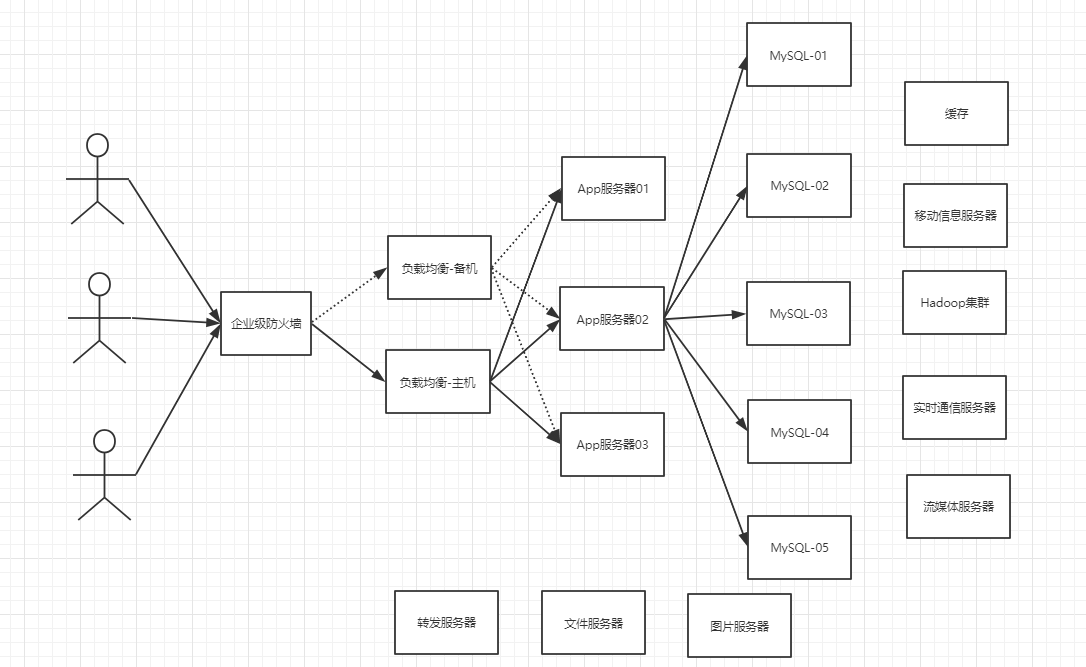 MySQL-01
缓存
App服务器01
MySQL-02
移动信息服务器
负载均衡-备机
Hadoop集群
企业级防火墙
App服务器02
MySQL-03
负载均衡-主机
实时通信服务器
App服务器03
MySQL-04
流媒体服务器
MySQL-05
转发服务器
文件服务器
图片服务器